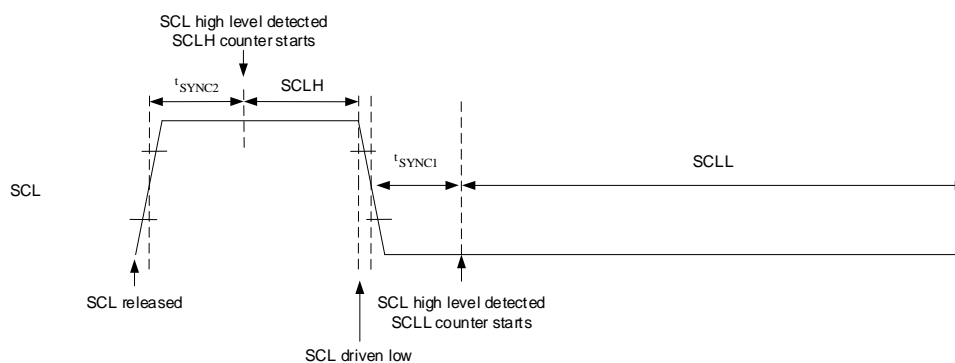 SCL high level detected
SCLH counter starts
tSYNC2
SCLH
tSYNC1
SCLL
SCL
SCL released
SCL high level detected
SCLL counter starts
SCL driven low